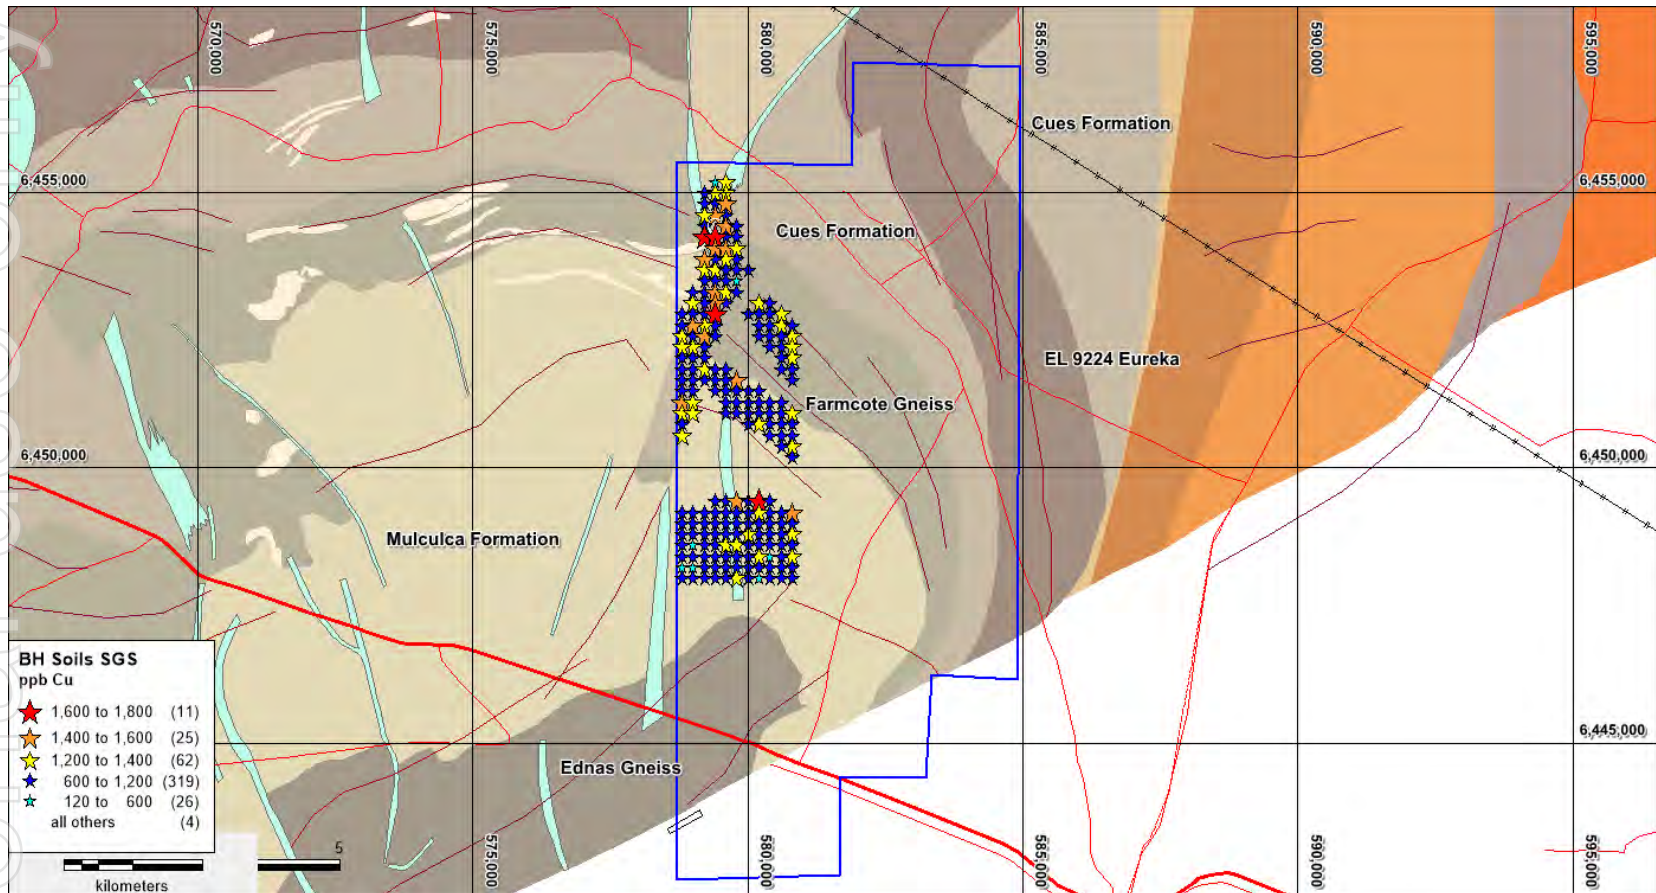 570,000
575,000
580,000
585,000
590,000
595,000
Cues Formation
6,455,000
6,455,000
Cues Formation
EL 9224 Eureka
Farmcote Gneiss
6,450,000
6,450,000
Mulculca Formation
6,445,000
Ednas Gneiss
BH Soils SGS
ppb Cu
1,600 to 1,800 (11)
1,400 to 1,600 (25)
1,200 to 1,400 (62)
600 to 1,200 (319)
120 to 600 (26)
all others (4)
5
kilometers
575,000
580,000
585,000
590,000
595,000